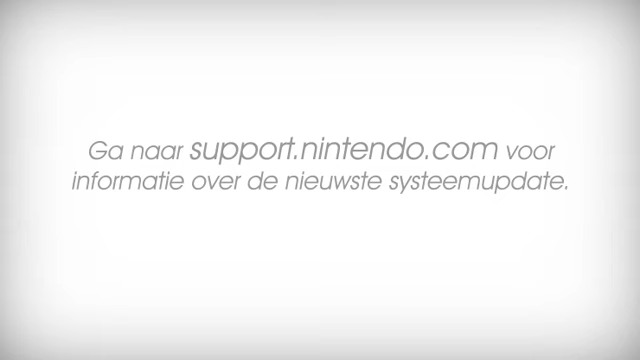 Ga naar support.nintendo.com voor
informatie over de nieuwste systeemupdate.